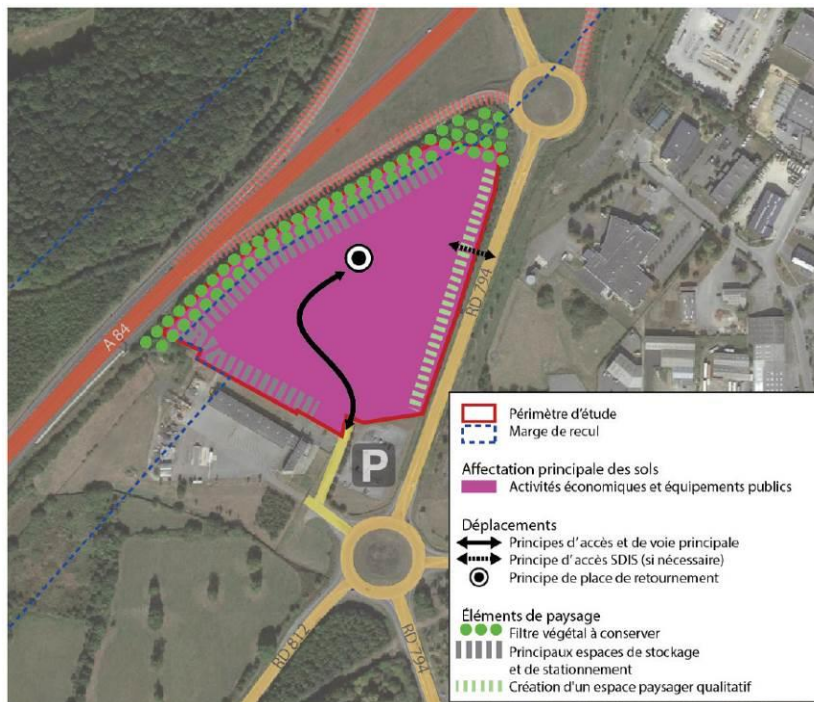 A 84
RD 794
P
RD 812
RD 794
Périmètre d'étude
Marge de recul
Affectation principale des sols
Activités économiques et équipements publics
Déplacements
Principes d'accès et de voie principale
Principe d'accès SDIS (si nécessaire)
Principe de place de retournement
Éléments de paysage
Filtre végétal à conserver
Principaux espaces de stockage
et de stationnement
Création d'un espace paysager qualitatif